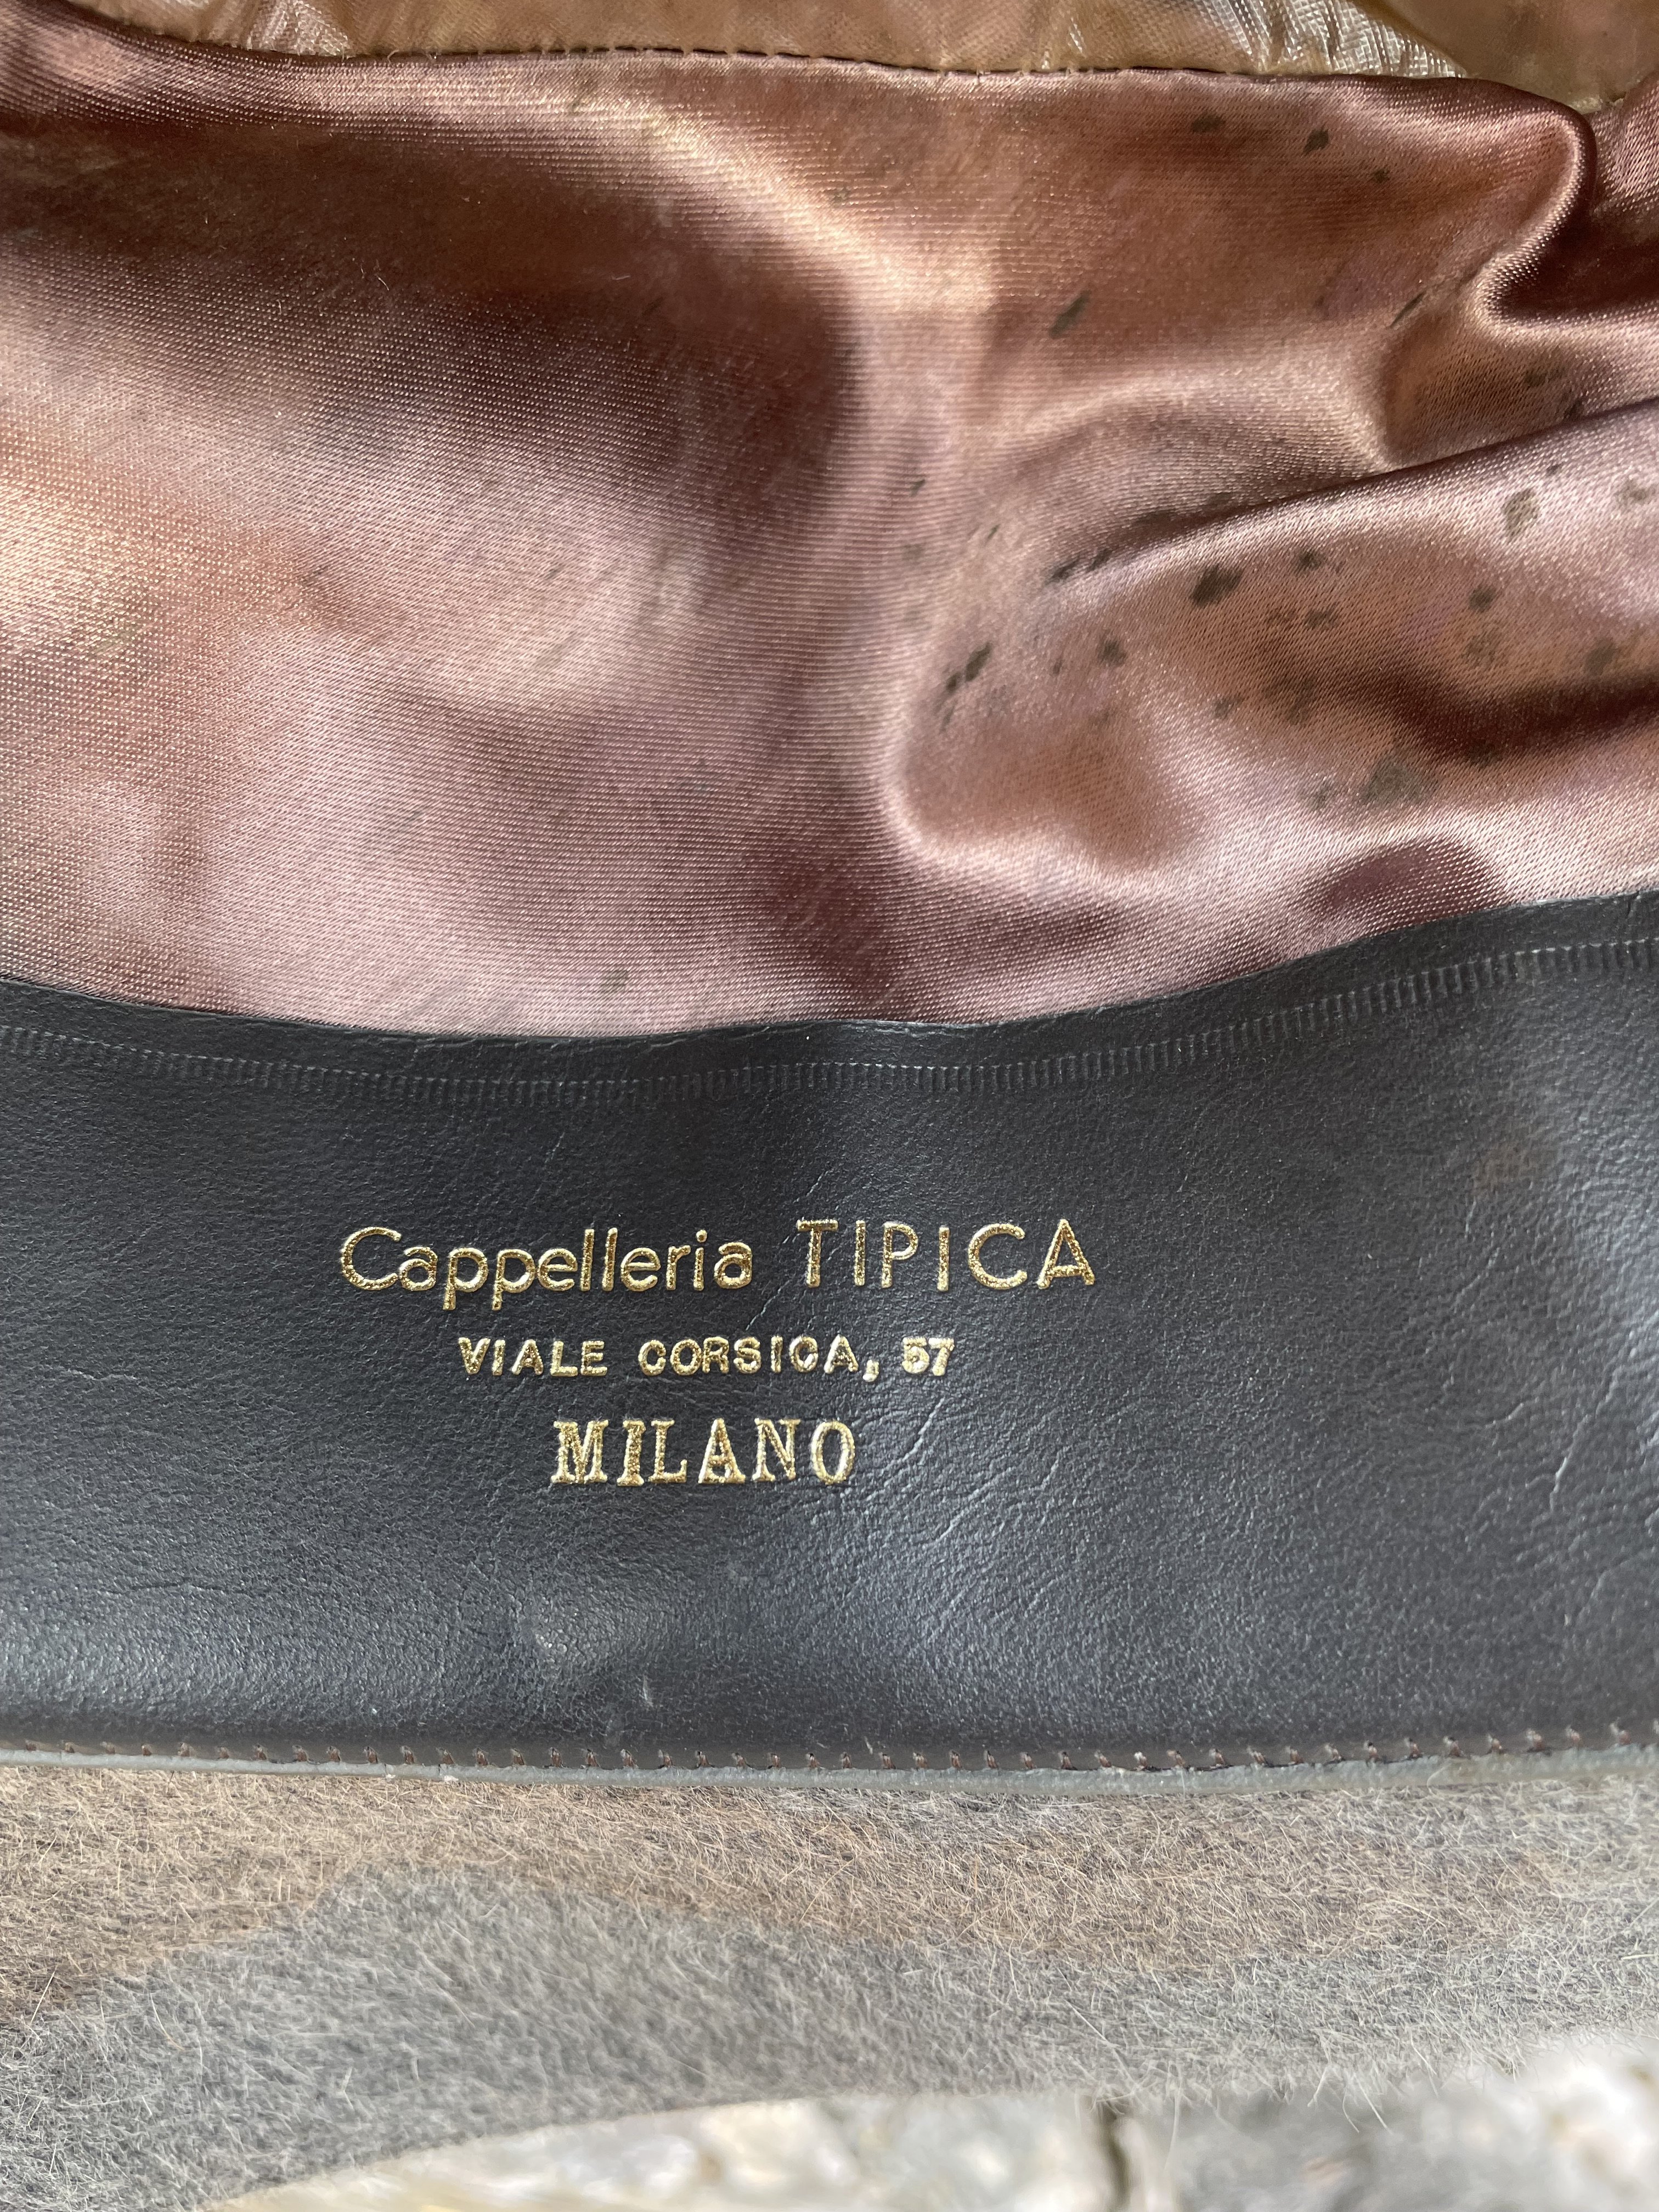 Cappelleria TIPICA
VIALE CORSICA, 57
MILANO